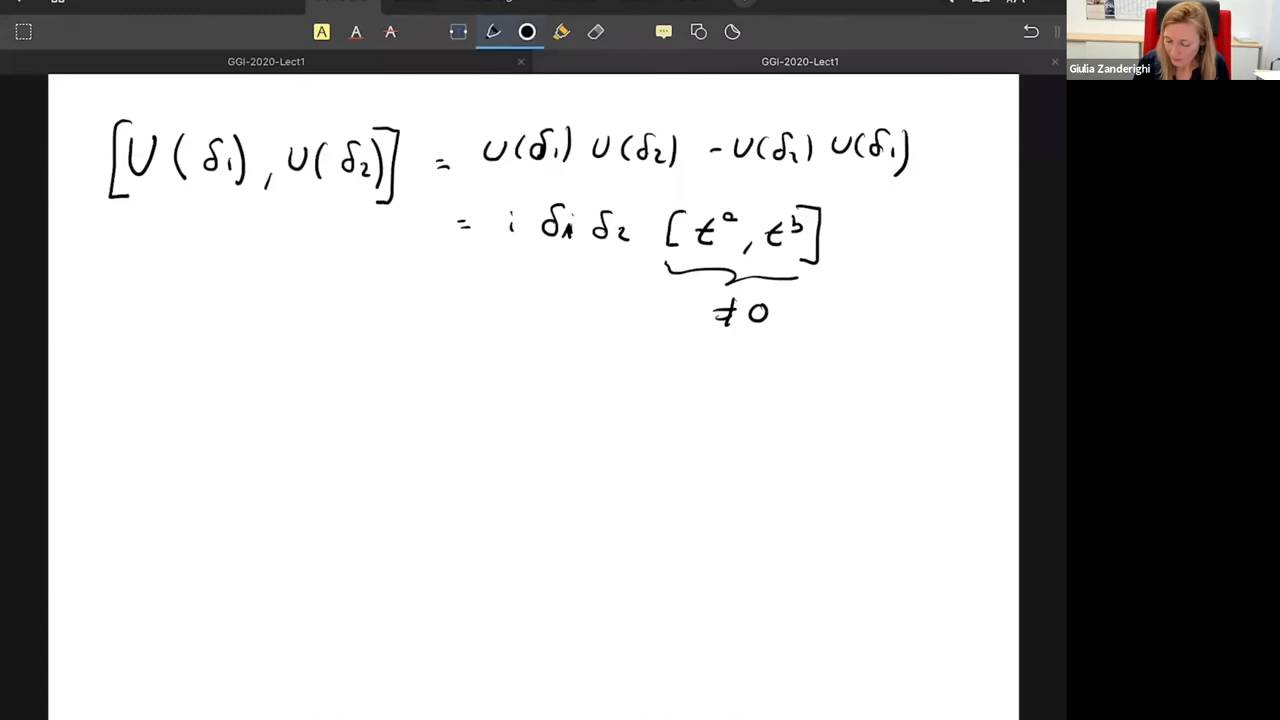 A A A
GGI-2020-Lect1 GGI-2020-Lect1
Giulia Zanderighi
[U(δ1), U(δ2)] = U(δ1) U(δ2) - U(δ2) U(δ1)
= i δ1 δ2 [t^a, t^b]
≠ 0